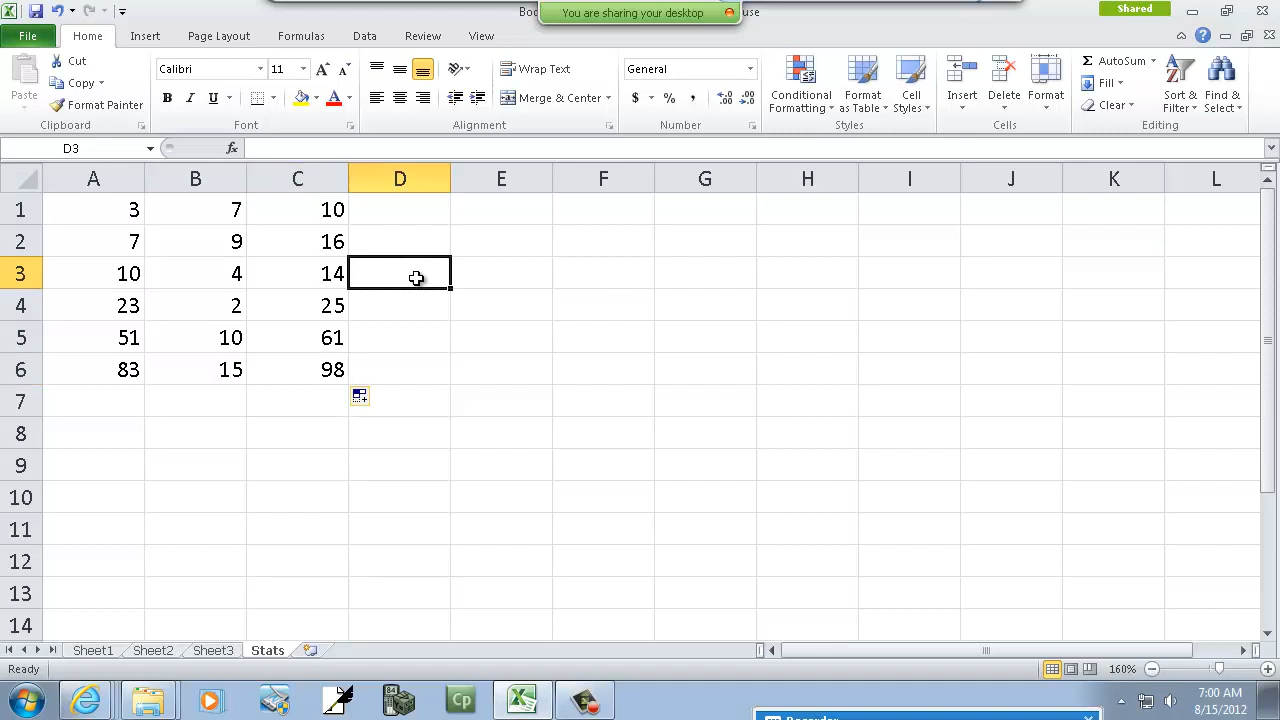 Boo
You are sharing your desktop
use
Shared
File
Home
Insert
Page Layout
Formulas
Data
Review
View
Paste
Cut
Copy
Format Painter
Clipboard
Calibri
11
A
A
B
I
U
A
Font
Wrap Text
Merge & Center
Alignment
General
$
%
,
Number
Conditional Formatting
Format as Table
Cell Styles
Styles
Insert
Delete
Format
Cells
AutoSum
Fill
Clear
Sort & Filter
Find & Select
Editing
D3
fx
A B C D E F G H I J K L
1 3 7 10
2 7 9 16
3 10 4 14
4 23 2 25
5 51 10 61
6 83 15 98
7
8
9
10
11
12
13
14
Sheet1
Sheet2
Sheet3
Stats
Ready
160%
Cp
7:00 AM
8/15/2012